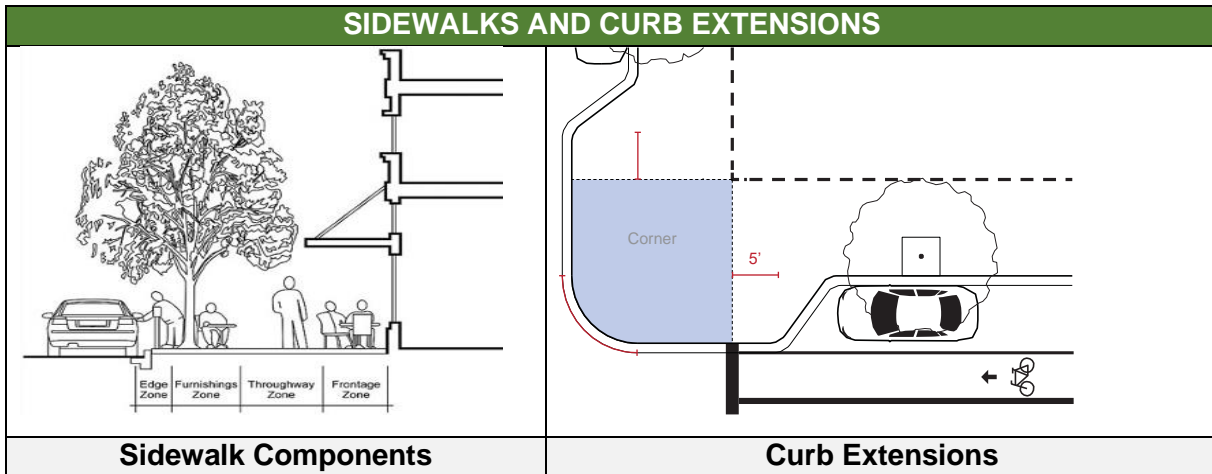 SIDEWALKS AND CURB EXTENSIONS
Edge Zone
Furnishings Zone
Throughway Zone
Frontage Zone
Corner
5'
Sidewalk Components
Curb Extensions